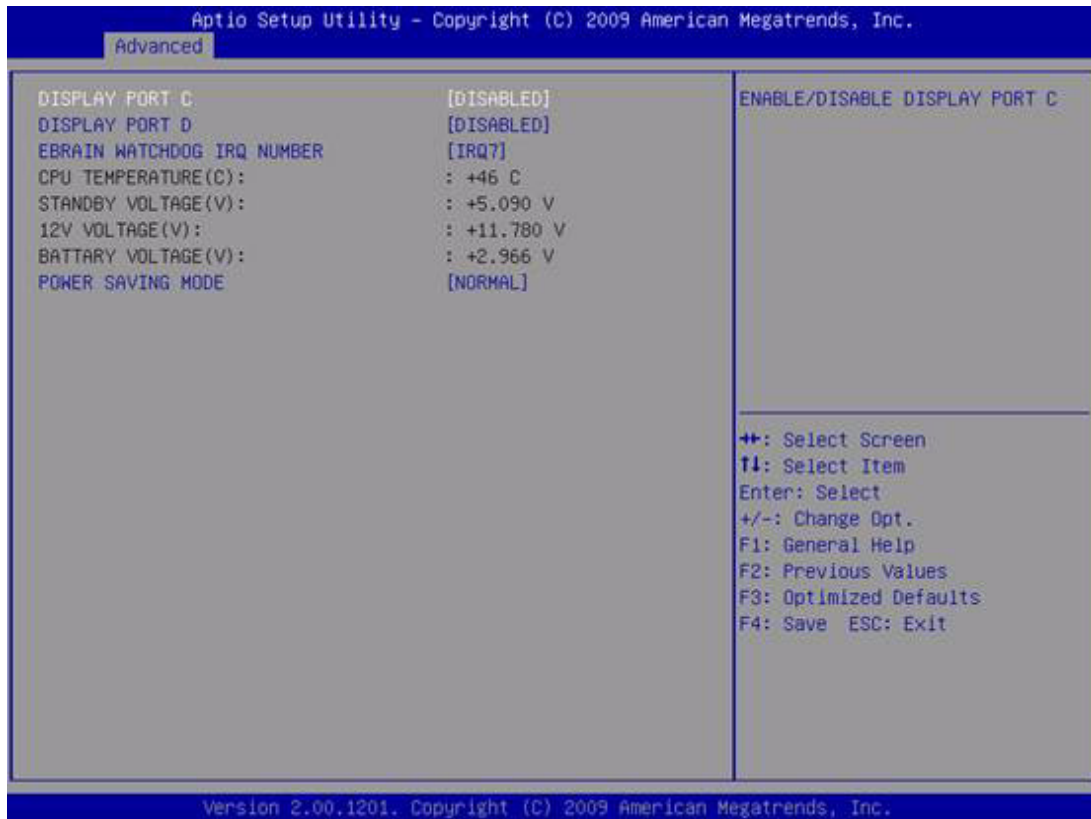 Aptio Setup Utility - Copyright (C) 2009 American Megatrends, Inc.
Advanced
DISPLAY PORT C [DISABLED]
DISPLAY PORT D [DISABLED]
EBRAIN WATCHDOG IRQ NUMBER [IRQ7]
CPU TEMPERATURE(C): : +46 C
STANDBY VOLTAGE(V): : +5.090 V
12V VOLTAGE(V): : +11.780 V
BATTARY VOLTAGE(V): : +2.966 V
POWER SAVING MODE [NORMAL]
ENABLE/DISABLE DISPLAY PORT C
→←: Select Screen
↑↓: Select Item
Enter: Select
+/-: Change Opt.
F1: General Help
F2: Previous Values
F3: Optimized Defaults
F4: Save ESC: Exit
Version 2.00.1201. Copyright (C) 2009 American Megatrends, Inc.